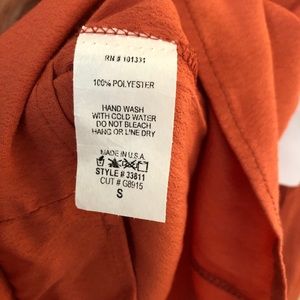 RN # 101331
100% POLYESTER
HAND WASH
WITH COLD WATER
DO NOT BLEACH
HANG OR LINE DRY
MADE IN U.S.A.
STYLE # 33811
CUT # G8915
S